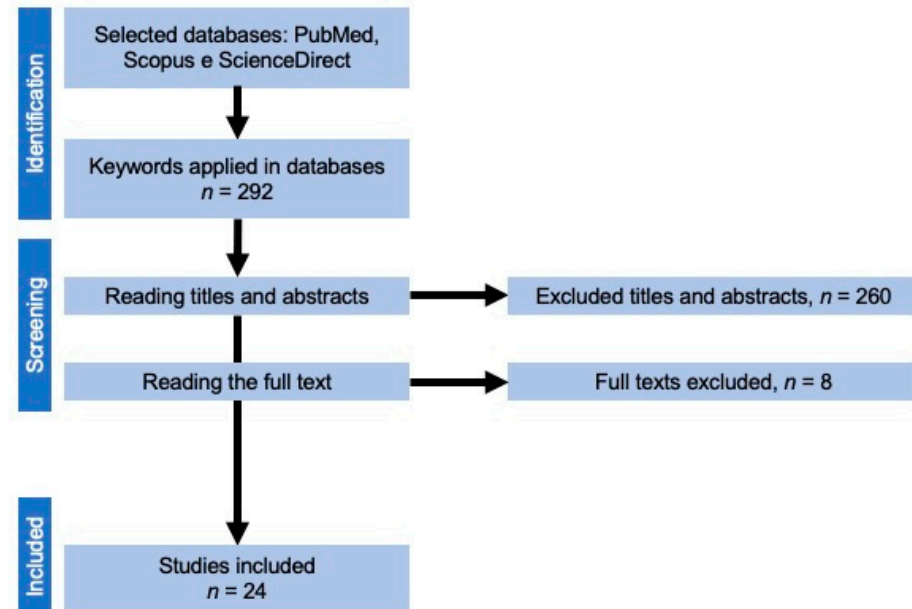 Identification
Selected databases: PubMed,
Scopus e ScienceDirect
Keywords applied in databases
n = 292
Screening
Reading titles and abstracts
Excluded titles and abstracts, n = 260
Reading the full text
Full texts excluded, n = 8
Included
Studies included
n = 24